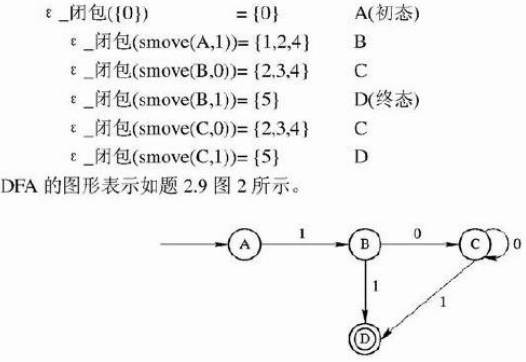 ε_闭包({0}) ={0} A(初态)
ε_闭包(smove(A,1))={1,2,4} B
ε_闭包(smove(B,0))={2,3,4} C
ε_闭包(smove(B,1))={5} D(终态)
ε_闭包(smove(C,0))={2,3,4} C
ε_闭包(smove(C,1))={5} D
DFA 的图形表示如题 2.9 图 2 所示。
A 1 B 0 C 0
1 1
D